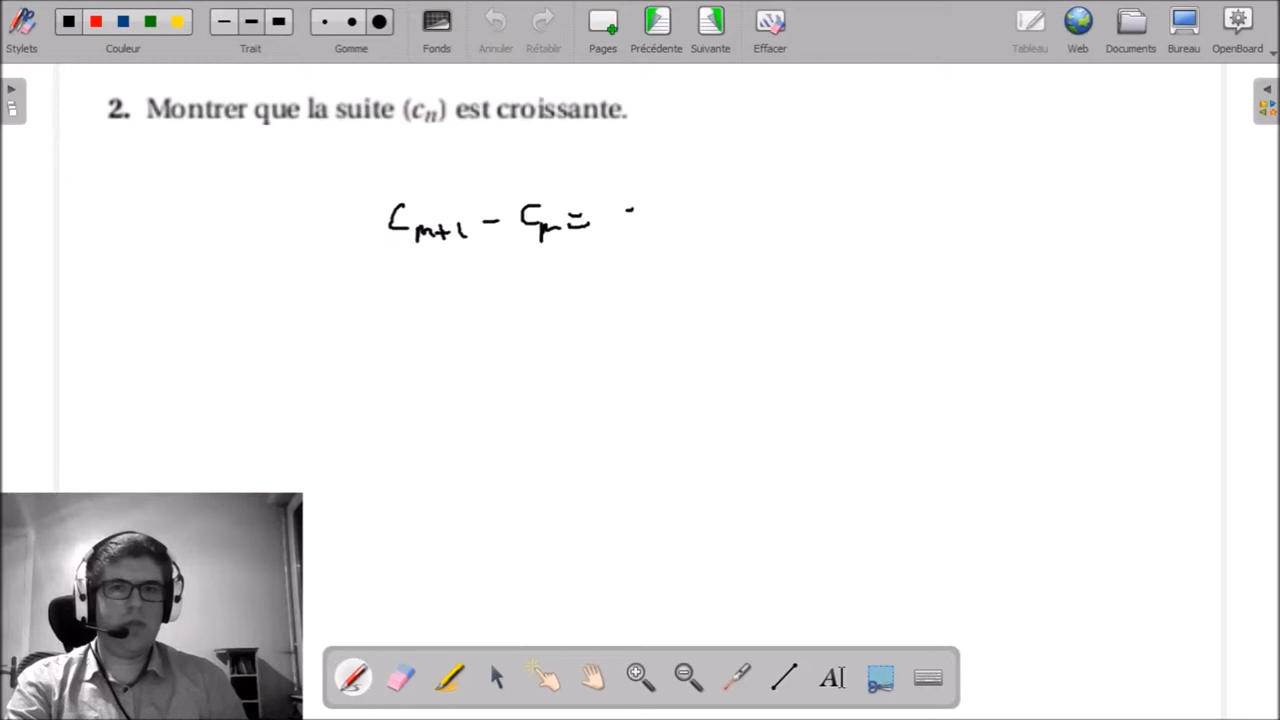 Stylets Couleur Trait Gomme Fonds Annuler Rétablir Pages Précédente Suivante Effacer Tableau Web Documents Bureau OpenBoard
2. Montrer que la suite (cₙ) est croissante.
Cₙ₊₁ - Cₙ =